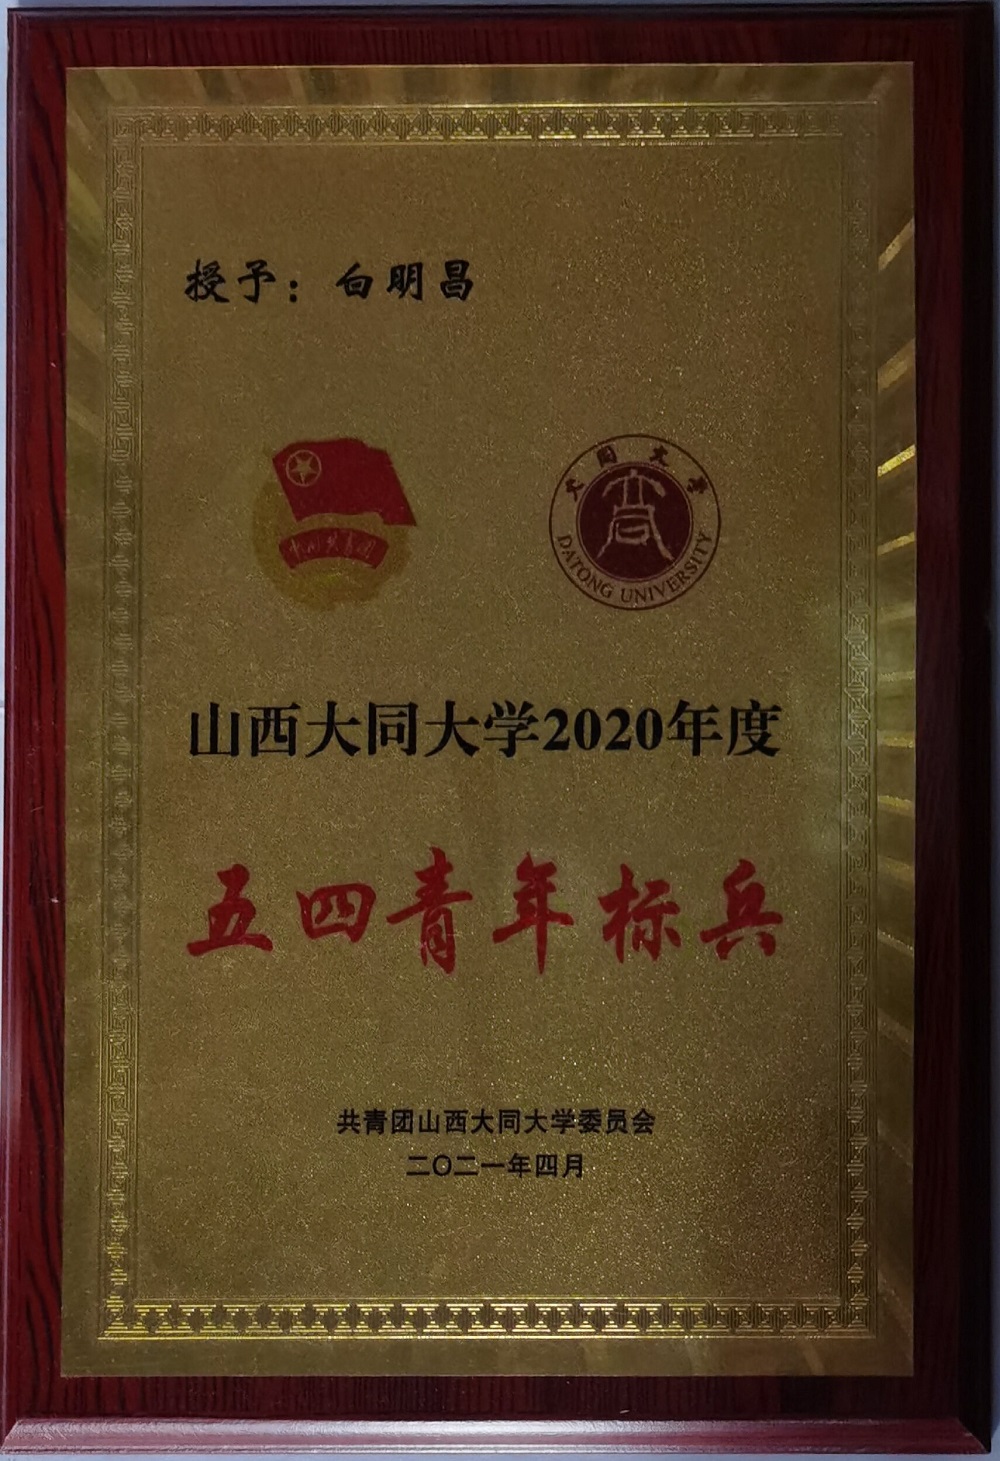 授予：白明昌
中国共青团
大同大学
DATONG UNIVERSITY
山西大同大学2020年度
五四青年标兵
共青团山西大同大学委员会
二〇二一年四月